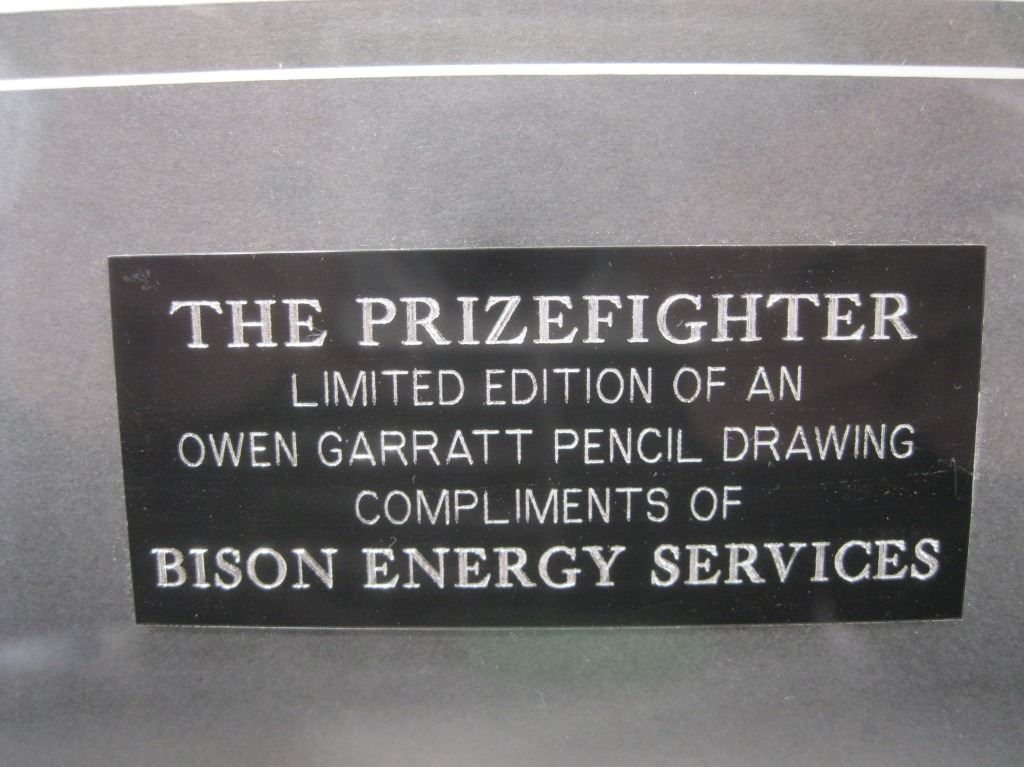 THE PRIZEFIGHTER
LIMITED EDITION OF AN
OWEN GARRATT PENCIL DRAWING
COMPLIMENTS OF
BISON ENERGY SERVICES